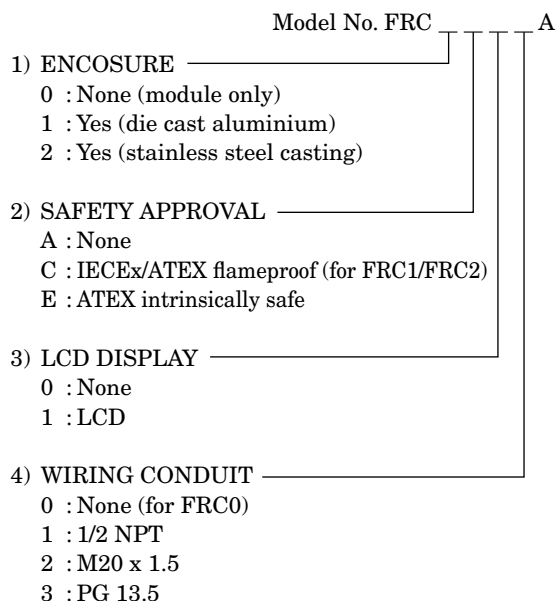 Model No. FRC _ _ _ _ A
1) ENCOSURE
0 : None (module only)
1 : Yes (die cast aluminium)
2 : Yes (stainless steel casting)
2) SAFETY APPROVAL
A : None
C : IECEx/ATEX flameproof (for FRC1/FRC2)
E : ATEX intrinsically safe
3) LCD DISPLAY
0 : None
1 : LCD
4) WIRING CONDUIT
0 : None (for FRC0)
1 : 1/2 NPT
2 : M20 x 1.5
3 : PG 13.5